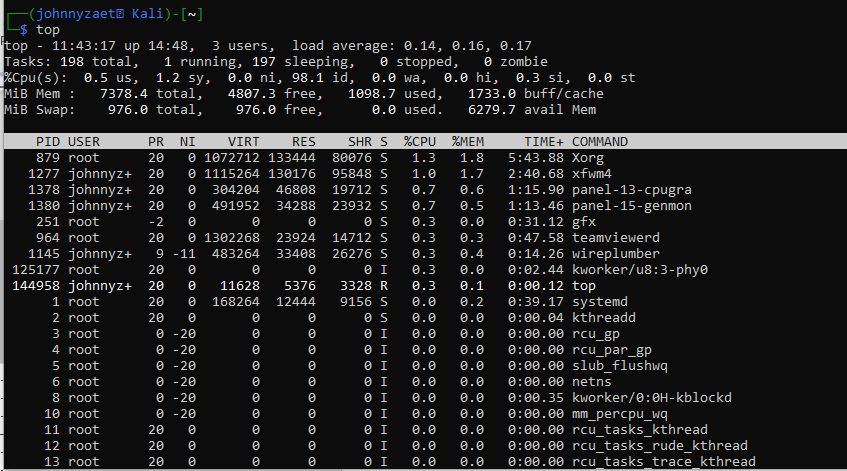 ┌──(johnnyzaet㉿ Kali)-[~]
└─$ top
top - 11:43:17 up 14:48,  3 users,  load average: 0.14, 0.16, 0.17
Tasks: 198 total,   1 running, 197 sleeping,   0 stopped,   0 zombie
%Cpu(s):  0.5 us,  1.2 sy,  0.0 ni, 98.1 id,  0.0 wa,  0.0 hi,  0.3 si,  0.0 st
MiB Mem :   7378.4 total,   4807.3 free,   1098.7 used,   1733.0 buff/cache
MiB Swap:    976.0 total,    976.0 free,      0.0 used.   6279.7 avail Mem

    PID USER      PR  NI    VIRT    RES    SHR S  %CPU  %MEM     TIME+ COMMAND
    879 root      20   0 1072712 133444  80076 S   1.3   1.8   5:43.88 Xorg
   1277 johnnyz+  20   0 1115264 130176  95848 S   1.0   1.7   2:40.68 xfwm4
   1378 johnnyz+  20   0  304204  46808  19712 S   0.7   0.6   1:15.90 panel-13-cpugra
   1380 johnnyz+  20   0  491952  34288  23932 S   0.7   0.5   1:13.46 panel-15-genmon
    251 root      -2   0       0      0      0 S   0.3   0.0   0:31.12 gfx
    964 root      20   0 1302268  23924  14712 S   0.3   0.3   0:47.58 teamviewerd
   1145 johnnyz+   9 -11  483264  33408  26276 S   0.3   0.4   0:14.26 wireplumber
 125177 root      20   0       0      0      0 I   0.3   0.0   0:02.44 kworker/u8:3-phy0
 144958 johnnyz+  20   0   11628   5376   3328 R   0.3   0.1   0:00.12 top
      1 root      20   0  168264  12444   9156 S   0.0   0.2   0:39.17 systemd
      2 root      20   0       0      0      0 S   0.0   0.0   0:00.04 kthreadd
      3 root       0 -20       0      0      0 I   0.0   0.0   0:00.00 rcu_gp
      4 root       0 -20       0      0      0 I   0.0   0.0   0:00.00 rcu_par_gp
      5 root       0 -20       0      0      0 I   0.0   0.0   0:00.00 slub_flushwq
      6 root       0 -20       0      0      0 I   0.0   0.0   0:00.00 netns
      8 root       0 -20       0      0      0 I   0.0   0.0   0:00.35 kworker/0:0H-kblockd
     10 root       0 -20       0      0      0 I   0.0   0.0   0:00.00 mm_percpu_wq
     11 root      20   0       0      0      0 I   0.0   0.0   0:00.00 rcu_tasks_kthread
     12 root      20   0       0      0      0 I   0.0   0.0   0:00.00 rcu_tasks_rude_kthread
     13 root      20   0       0      0      0 I   0.0   0.0   0:00.00 rcu_tasks_trace_kthread